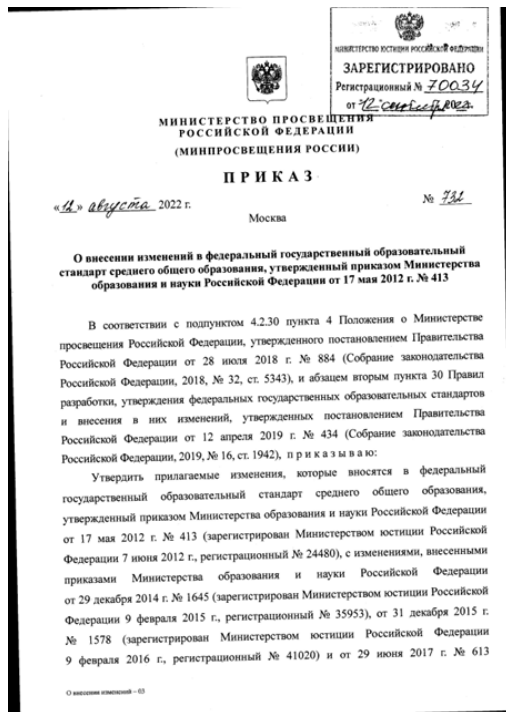 МИНИСТЕРСТВО ЮСТИЦИИ РОССИЙСКОЙ ФЕДЕРАЦИИ
ЗАРЕГИСТРИРОВАНО
Регистрационный № 70034
от "12" сентября 2022.
МИНИСТЕРСТВО ПРОСВЕЩЕНИЯ
РОССИЙСКОЙ ФЕДЕРАЦИИ
(МИНПРОСВЕЩЕНИЯ РОССИИ)
ПРИКАЗ
«12» августа 2022 г.
№ 732
Москва
О внесении изменений в федеральный государственный образовательный
стандарт среднего общего образования, утвержденный приказом Министерства
образования и науки Российской Федерации от 17 мая 2012 г. № 413
В соответствии с подпунктом 4.2.30 пункта 4 Положения о Министерстве
просвещения Российской Федерации, утвержденного постановлением Правительства
Российской Федерации от 28 июля 2018 г. № 884 (Собрание законодательства
Российской Федерации, 2018, № 32, ст. 5343), и абзацем вторым пункта 30 Правил
разработки, утверждения федеральных государственных образовательных стандартов
и внесения в них изменений, утвержденных постановлением Правительства
Российской Федерации от 12 апреля 2019 г. № 434 (Собрание законодательства
Российской Федерации, 2019, № 16, ст. 1942), п р и к а з ы в а ю:
Утвердить прилагаемые изменения, которые вносятся в федеральный
государственный образовательный стандарт среднего общего образования,
утвержденный приказом Министерства образования и науки Российской Федерации
от 17 мая 2012 г. № 413 (зарегистрирован Министерством юстиции Российской
Федерации 7 июня 2012 г., регистрационный № 24480), с изменениями, внесенными
приказами Министерства образования и науки Российской Федерации
от 29 декабря 2014 г. № 1645 (зарегистрирован Министерством юстиции Российской
Федерации 9 февраля 2015 г., регистрационный № 35953), от 31 декабря 2015 г.
№ 1578 (зарегистрирован Министерством юстиции Российской Федерации
9 февраля 2016 г., регистрационный № 41020) и от 29 июня 2017 г. № 613
О внесении изменений – 03